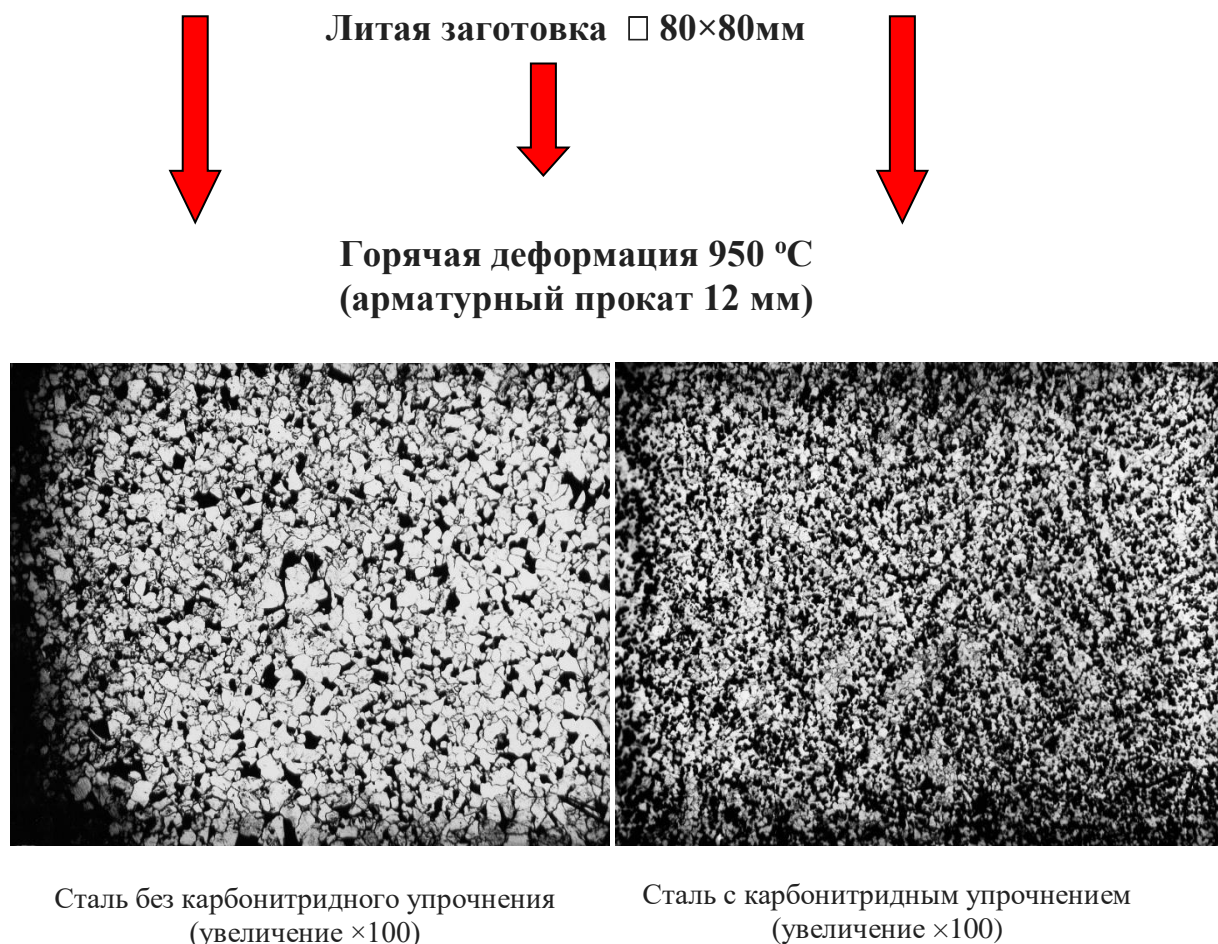 Литая заготовка □ 80×80мм
Горячая деформация 950 ºС
(арматурный прокат 12 мм)
Сталь без карбонитридного упрочнения
(увеличение ×100)
Сталь с карбонитридным упрочнением
(увеличение ×100)